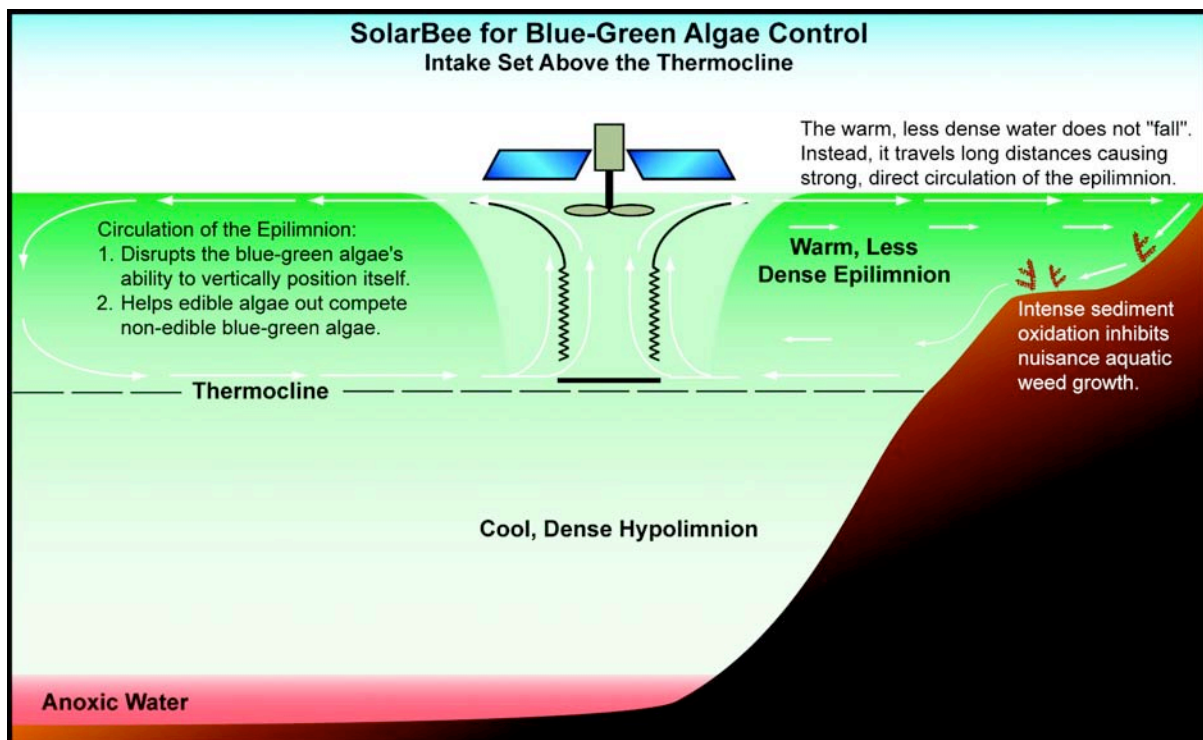 SolarBee for Blue-Green Algae Control
Intake Set Above the Thermocline
The warm, less dense water does not "fall".
Instead, it travels long distances causing
strong, direct circulation of the epilimnion.
Circulation of the Epilimnion:
1. Disrupts the blue-green algae's
ability to vertically position itself.
2. Helps edible algae out compete
non-edible blue-green algae.
Warm, Less
Dense Epilimnion
Intense sediment
oxidation inhibits
nuisance aquatic
weed growth.
Thermocline
Cool, Dense Hypolimnion
Anoxic Water